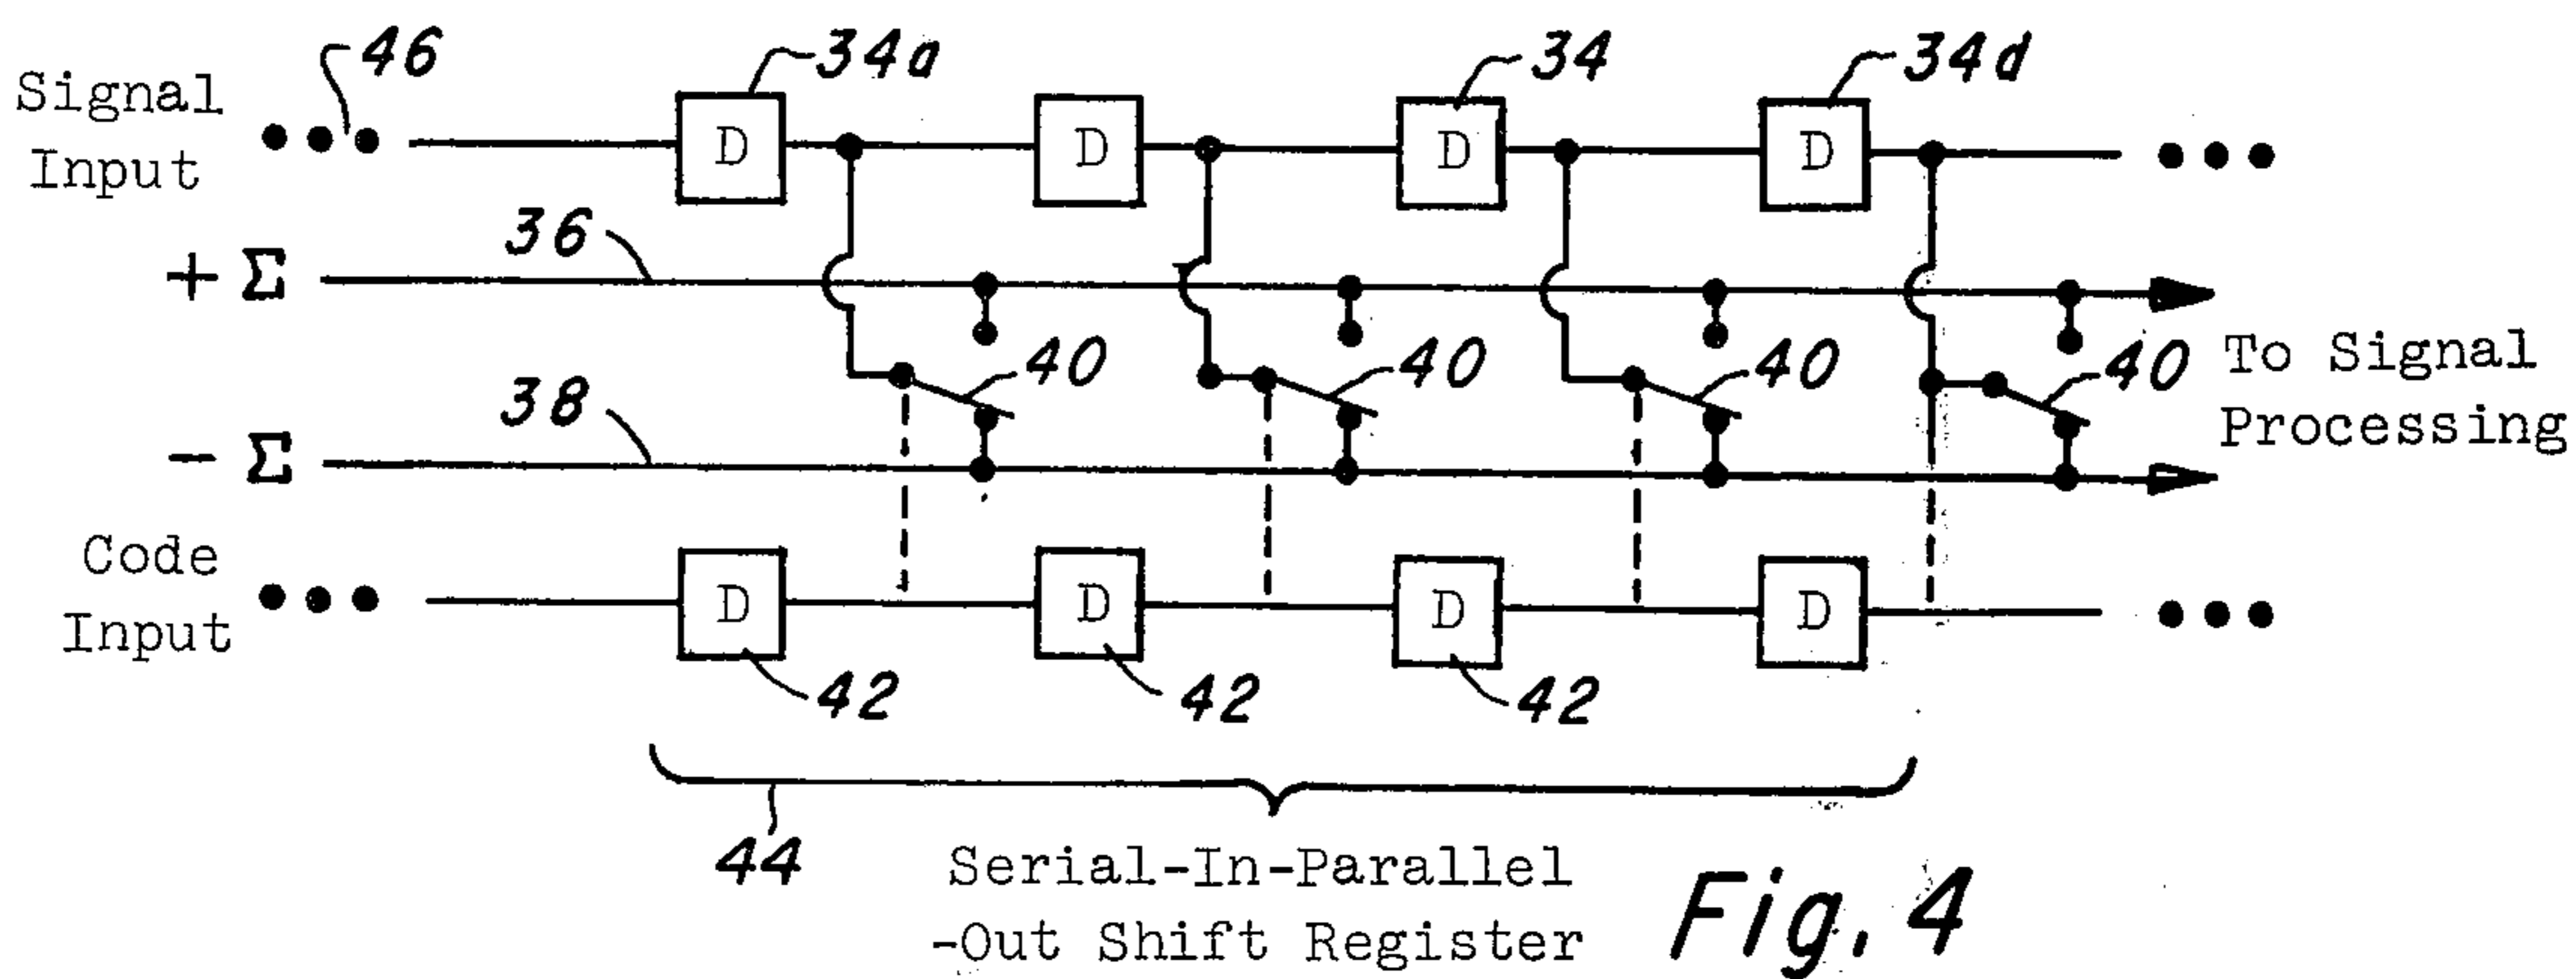 46
34a
34
34d
Signal
Input
D D D D
36
+ Σ
40 40 40 40
To Signal
Processing
38
- Σ
Code
Input
D D D D
42 42 42
44
Serial-In-Parallel
-Out Shift Register
Fig. 4